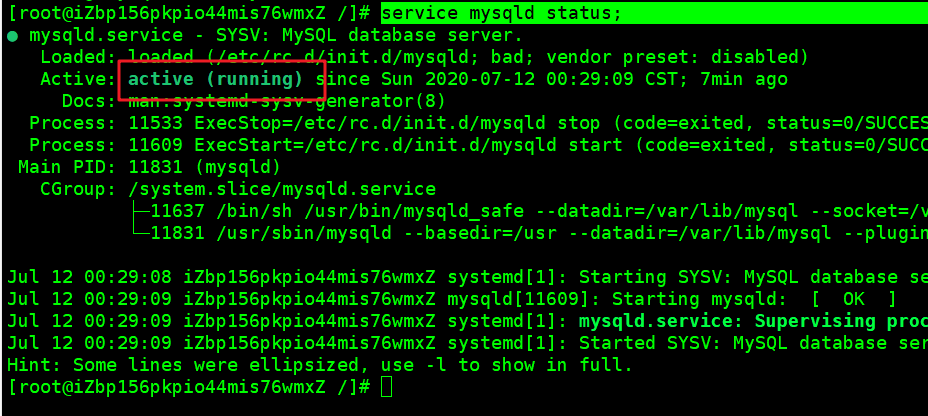 [root@iZbp156pkpio44mis76wmxZ /]# service mysqld status;
● mysqld.service - SYSV: MySQL database server.
Loaded: loaded (/etc/rc.d/init.d/mysqld; bad; vendor preset: disabled)
Active: active (running) since Sun 2020-07-12 00:29:09 CST; 7min ago
Docs: man:systemd-sysv-generator(8)
Process: 11533 ExecStop=/etc/rc.d/init.d/mysqld stop (code=exited, status=0/SUCCES
Process: 11609 ExecStart=/etc/rc.d/init.d/mysqld start (code=exited, status=0/SUCC
Main PID: 11831 (mysqld)
CGroup: /system.slice/mysqld.service
├─11637 /bin/sh /usr/bin/mysqld_safe --datadir=/var/lib/mysql --socket=/v
└─11831 /usr/sbin/mysqld --basedir=/usr --datadir=/var/lib/mysql --plugin
Jul 12 00:29:08 iZbp156pkpio44mis76wmxZ systemd[1]: Starting SYSV: MySQL database se
Jul 12 00:29:09 iZbp156pkpio44mis76wmxZ mysqld[11609]: Starting mysqld:  [  OK  ]
Jul 12 00:29:09 iZbp156pkpio44mis76wmxZ systemd[1]: mysqld.service: Supervising proc
Jul 12 00:29:09 iZbp156pkpio44mis76wmxZ systemd[1]: Started SYSV: MySQL database ser
Hint: Some lines were ellipsized, use -l to show in full.
[root@iZbp156pkpio44mis76wmxZ /]#